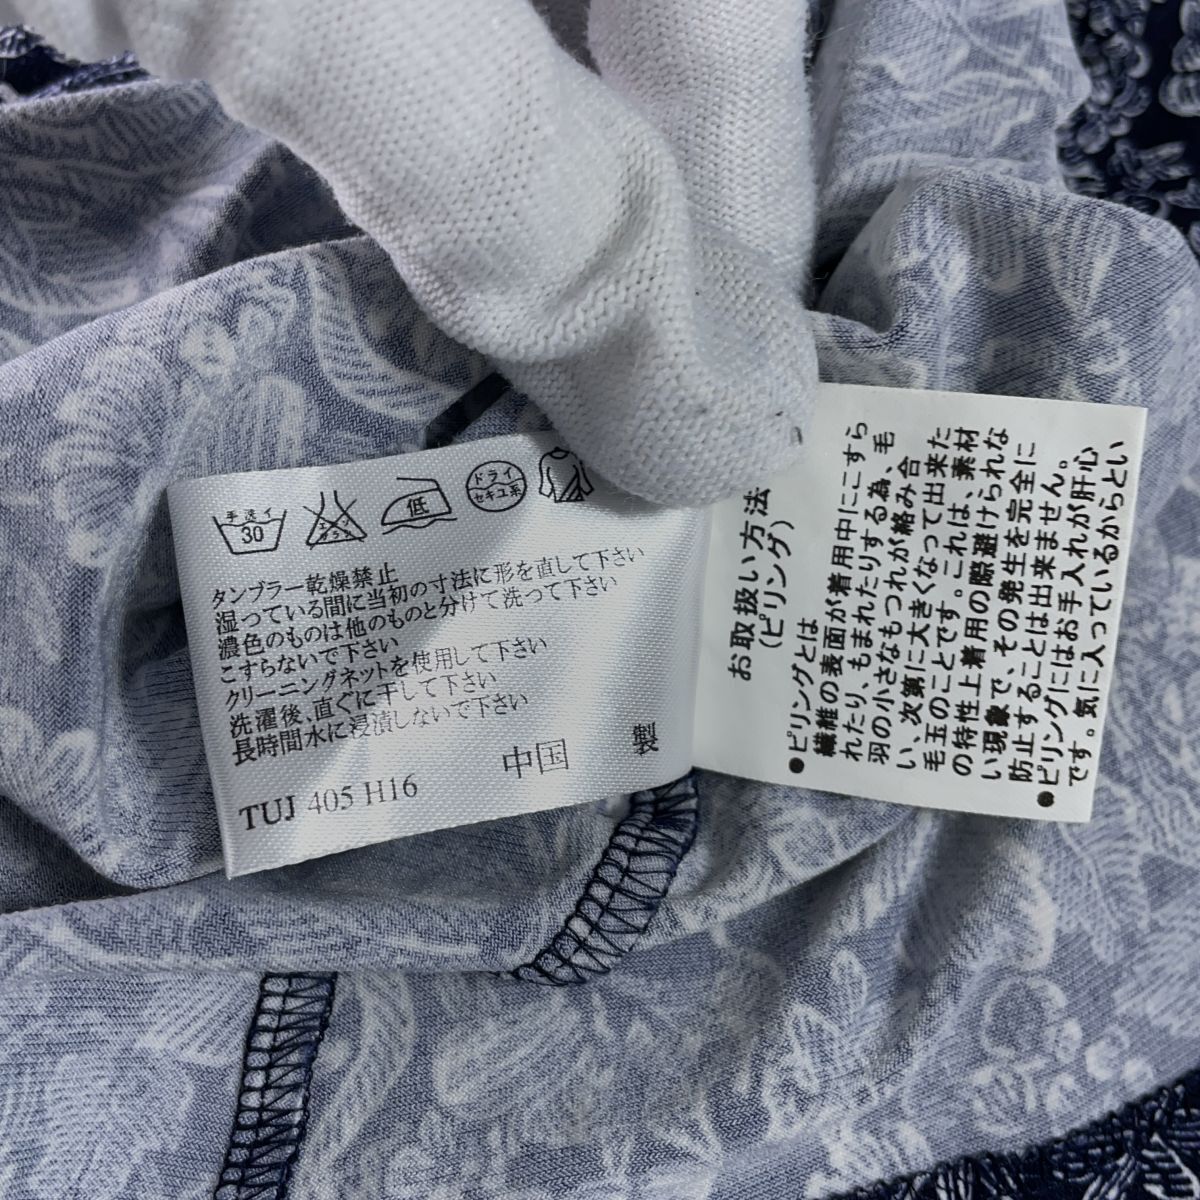 手洗イ
30
低
ドライ
セキユ系
タンブラー乾燥禁止
湿っている間に当初の寸法に形を直して下さい
濃色のものは他のものと分けて洗って下さい
こすらないで下さい
クリーニングネットを使用して下さい
洗濯後、直ぐに干して下さい
長時間水に浸漬しないで下さい
中国 製
TUJ 405 H16
お取扱い方法
(ピリング)
●ピリングとは
繊維の表面が着用中にこすら
れたり、もまれたりする為、毛
羽の小さなもつれが絡み合
い、次第に大きくなって出来た
毛玉のことです。これは、素材
の特性上着用の際避けられな
い現象で、その発生を完全に
防止することは出来ません。
●ピリングにはお手入れが肝心
です。気に入っているからとい